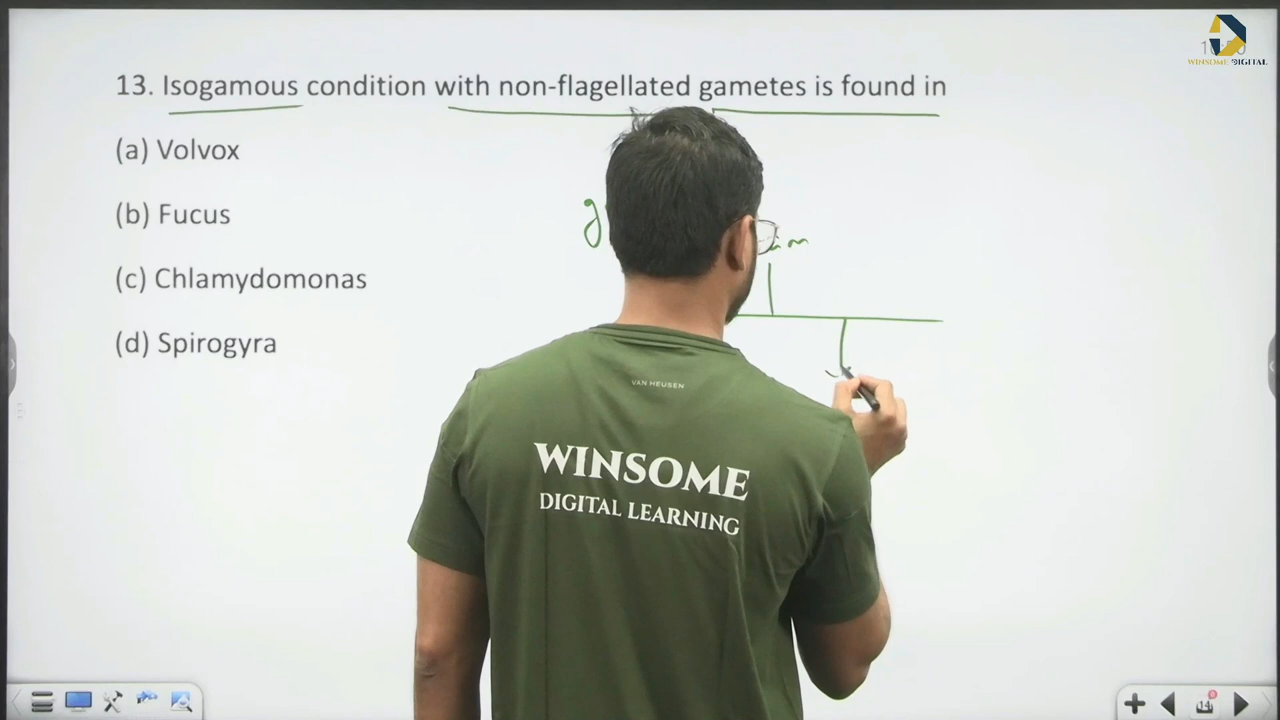 WINSOME DIGITAL
13. Isogamous condition with non-flagellated gametes is found in
(a) Volvox
(b) Fucus
(c) Chlamydomonas
(d) Spirogyra
VAN HEUSEN
WINSOME
DIGITAL LEARNING